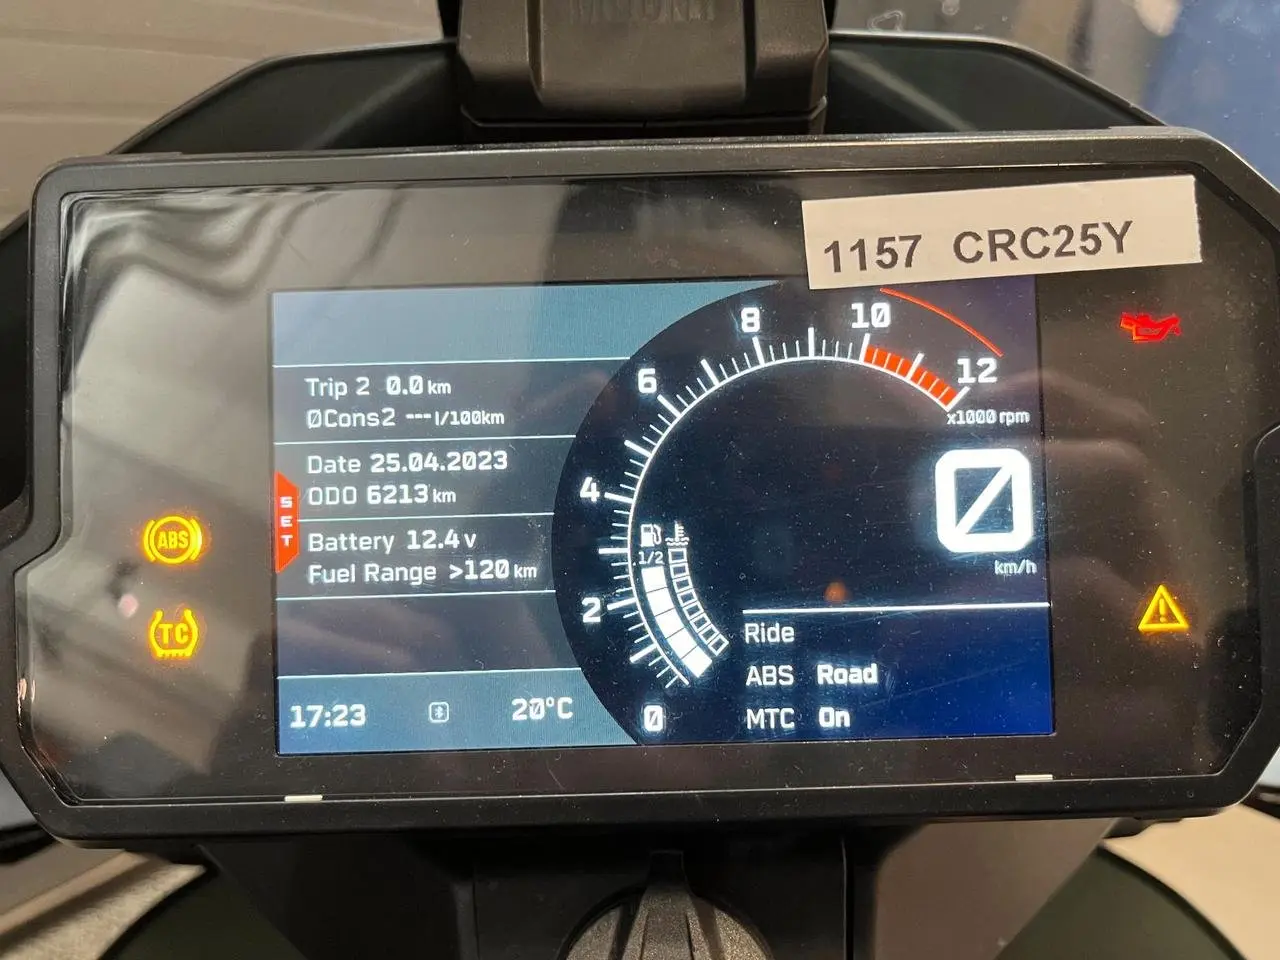 1157 CRC25Y
Trip 2 0.0 km
ØCons2 --- l/100km
Date 25.04.2023
ODO 6213 km
SET
Battery 12.4 v
Fuel Range >120 km
17:23
20°C
0
2
4
6
8
10
12
x1000 rpm
1/2
0
km/h
Ride
ABS Road
MTC On
ABS
TC